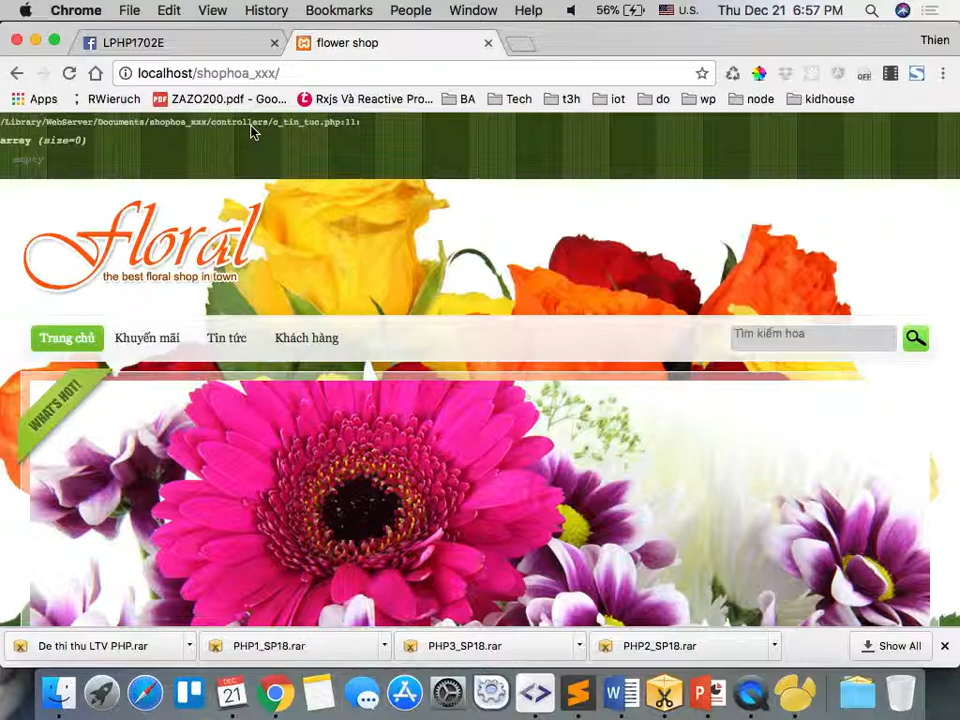 Chrome File Edit View History Bookmarks People Window Help 56% U.S. Thu Dec 21 6:57 PM
LPHP1702E flower shop Thien
localhost/shophoa_xxx/
Apps RWieruch ZAZO200.pdf - Goo... Rxjs Và Reactive Pro... BA Tech t3h iot do wp node kidhouse
/Library/WebServer/Documents/shophoa_xxx/controllers/c_tin_tuc.php:11:
array (size=0)
empty
floral
the best floral shop in town
Trang chủ Khuyến mãi Tin tức Khách hàng Tìm kiếm hoa
WHAT'S HOT!
De thi thu LTV PHP.rar PHP1_SP18.rar PHP3_SP18.rar PHP2_SP18.rar Show All
DEC
21